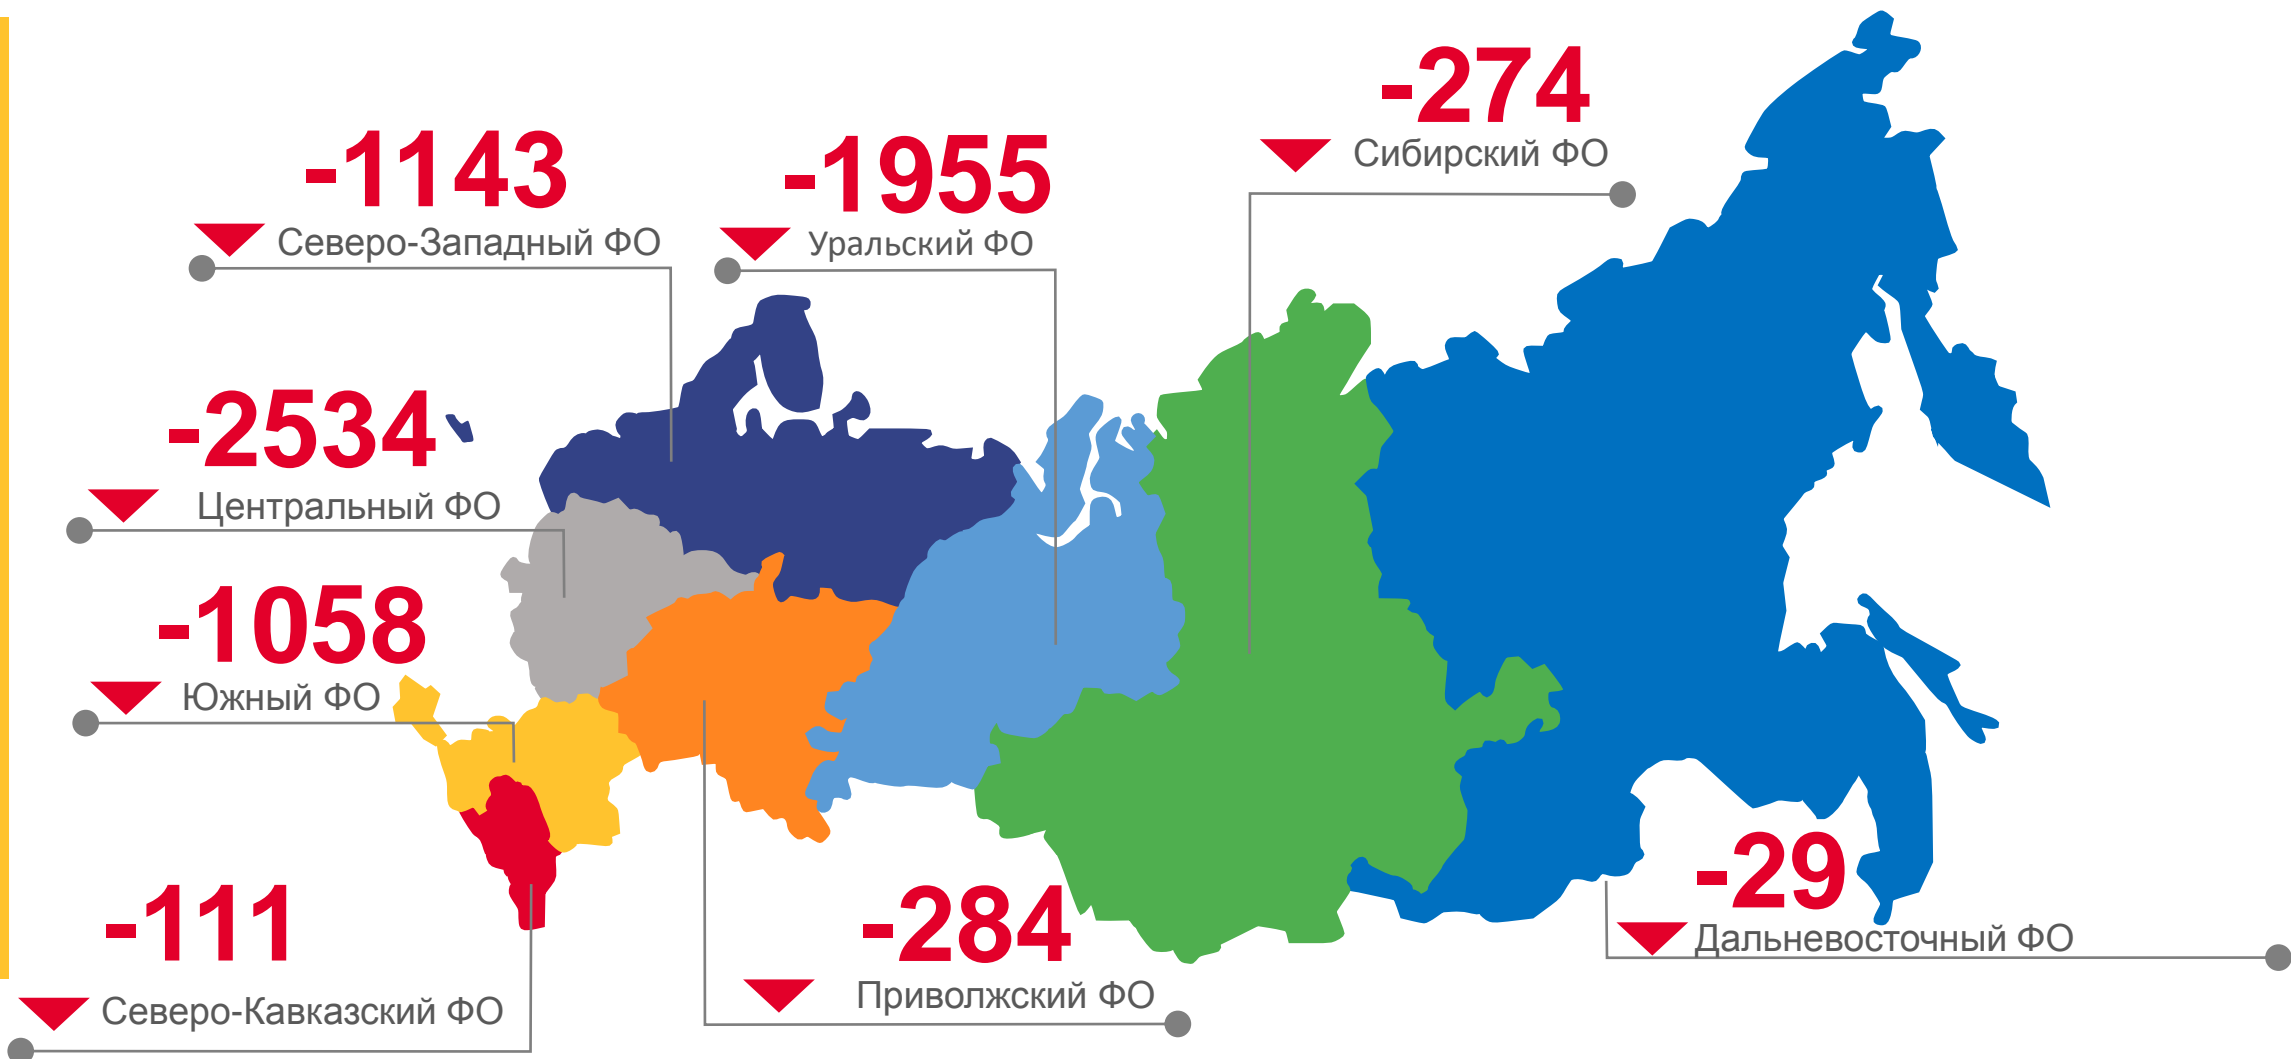 -274
Сибирский ФО
-1143
Северо-Западный ФО
-1955
Уральский ФО
-2534
Центральный ФО
-1058
Южный ФО
-111
Северо-Кавказский ФО
-284
Приволжский ФО
-29
Дальневосточный ФО